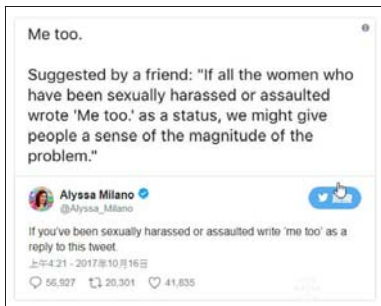 Me too.
Suggested by a friend: "If all the women who
have been sexually harassed or assaulted
wrote 'Me too.' as a status, we might give
people a sense of the magnitude of the
problem."
Alyssa Milano
@Alyssa_Milano
If you've been sexually harassed or assaulted write 'me too' as a
reply to this tweet.
上午4:21 - 2017年10月16日
56,927 20,301 41,835